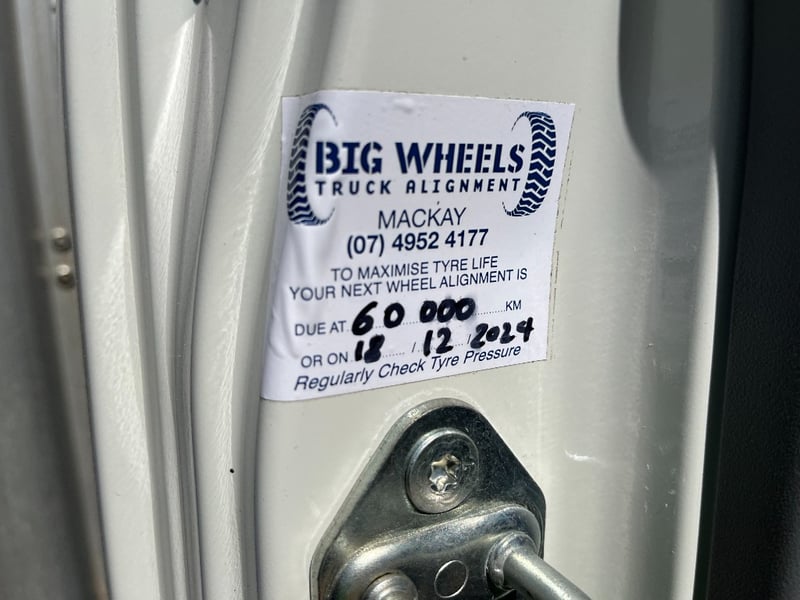 BIG WHEELS
TRUCK ALIGNMENT
MACKAY
(07) 4952 4177
TO MAXIMISE TYRE LIFE
YOUR NEXT WHEEL ALIGNMENT IS
DUE AT..60 000..........KM
OR ON 18....../..12../..2024
Regularly Check Tyre Pressure